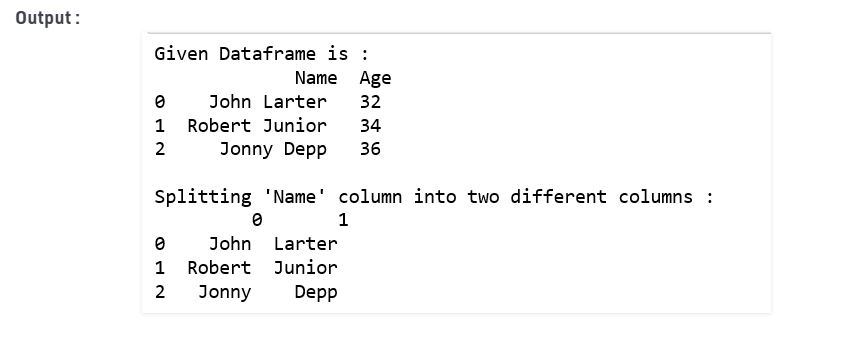 Output :
Given Dataframe is :
Name Age
0 John Larter 32
1 Robert Junior 34
2 Jonny Depp 36
Splitting 'Name' column into two different columns :
0 1
0 John Larter
1 Robert Junior
2 Jonny Depp